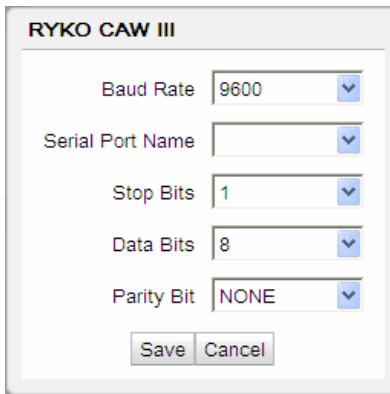 RYKO CAW III
Baud Rate 9600
Serial Port Name
Stop Bits 1
Data Bits 8
Parity Bit NONE
Save Cancel